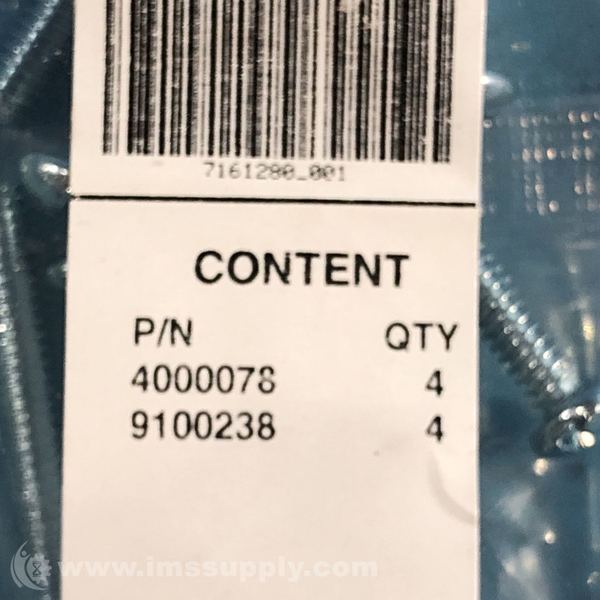 7161280_001
CONTENT
P/N QTY
4000078 4
9100238 4
www.imssupply.com